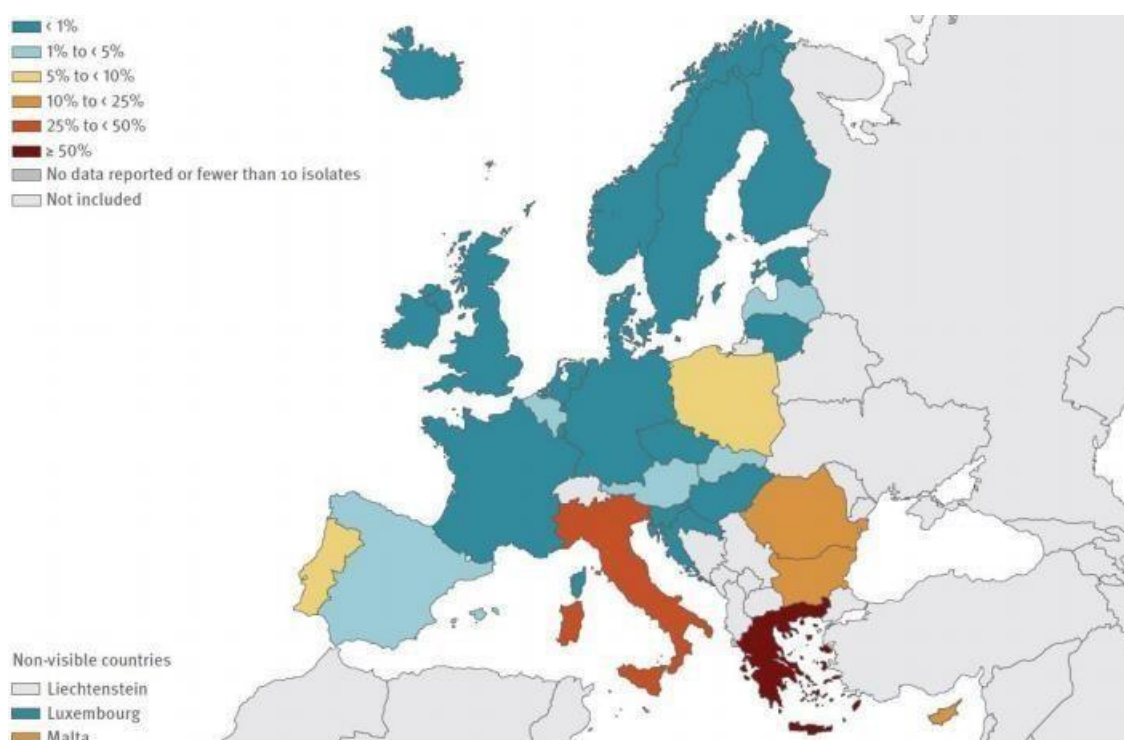 < 1%
1% to < 5%
5% to < 10%
10% to < 25%
25% to < 50%
≥ 50%
No data reported or fewer than 10 isolates
Not included
Non-visible countries
Liechtenstein
Luxembourg
Malta